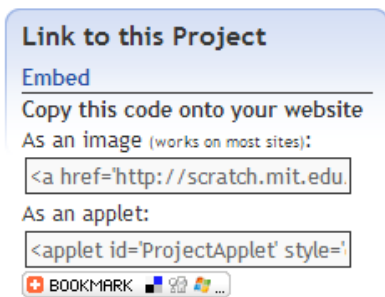 Link to this Project
Embed
Copy this code onto your website
As an image (works on most sites):
<a href='http://scratch.mit.edu.
As an applet:
<applet id='ProjectApplet' style='
BOOKMARK ...